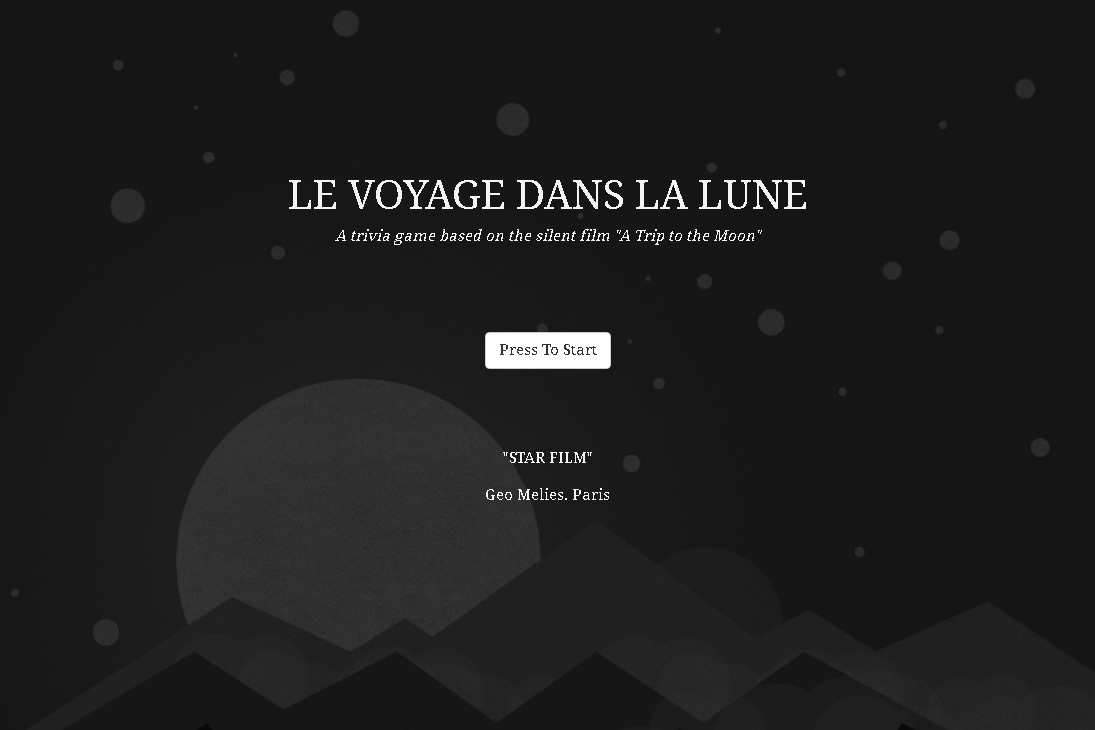 LE VOYAGE DANS LA LUNE
A trivia game based on the silent film "A Trip to the Moon"
Press To Start
"STAR FILM"
Geo Melies. Paris